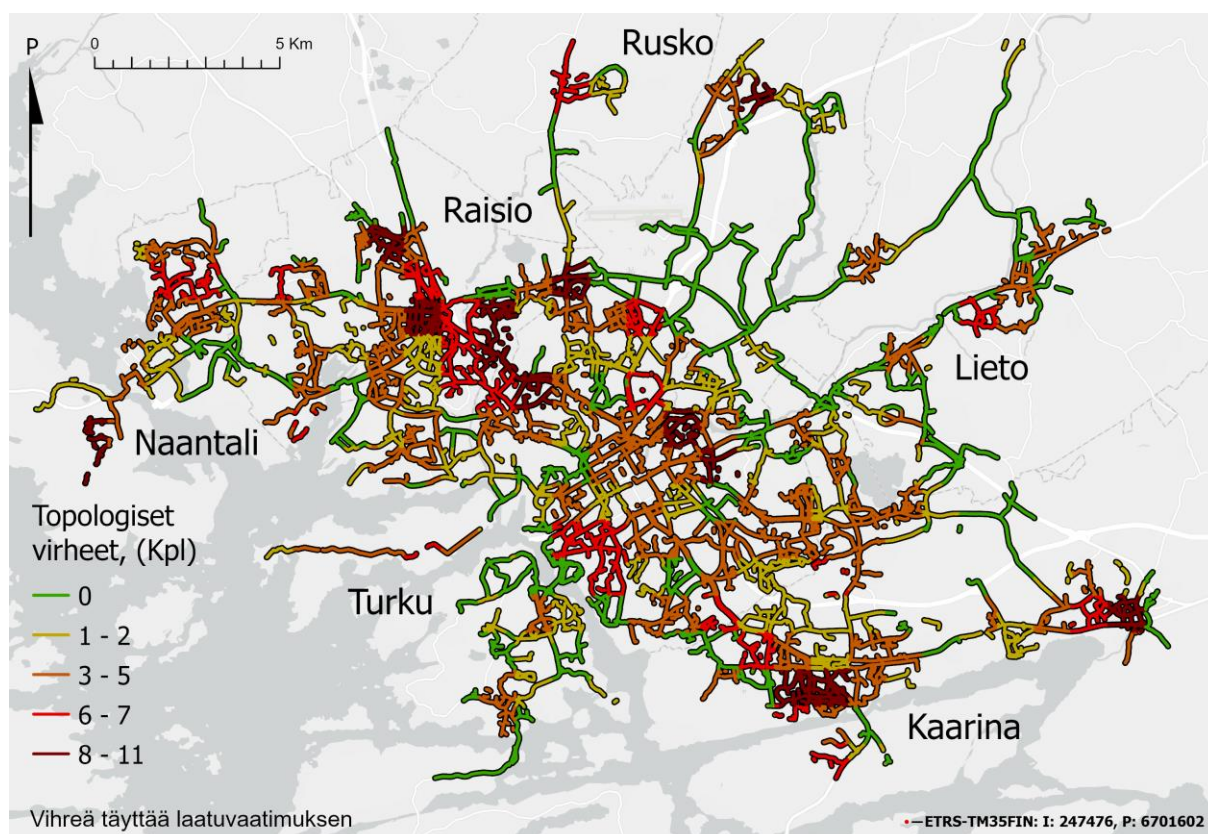 P
0 5 Km
Rusko
Raisio
Lieto
Naantali
Topologiset
virheet, (Kpl)
0
1 - 2
3 - 5
6 - 7
8 - 11
Turku
Kaarina
Vihreä täyttää laatuvaatimuksen
ETRS-TM35FIN: I: 247476, P: 6701602